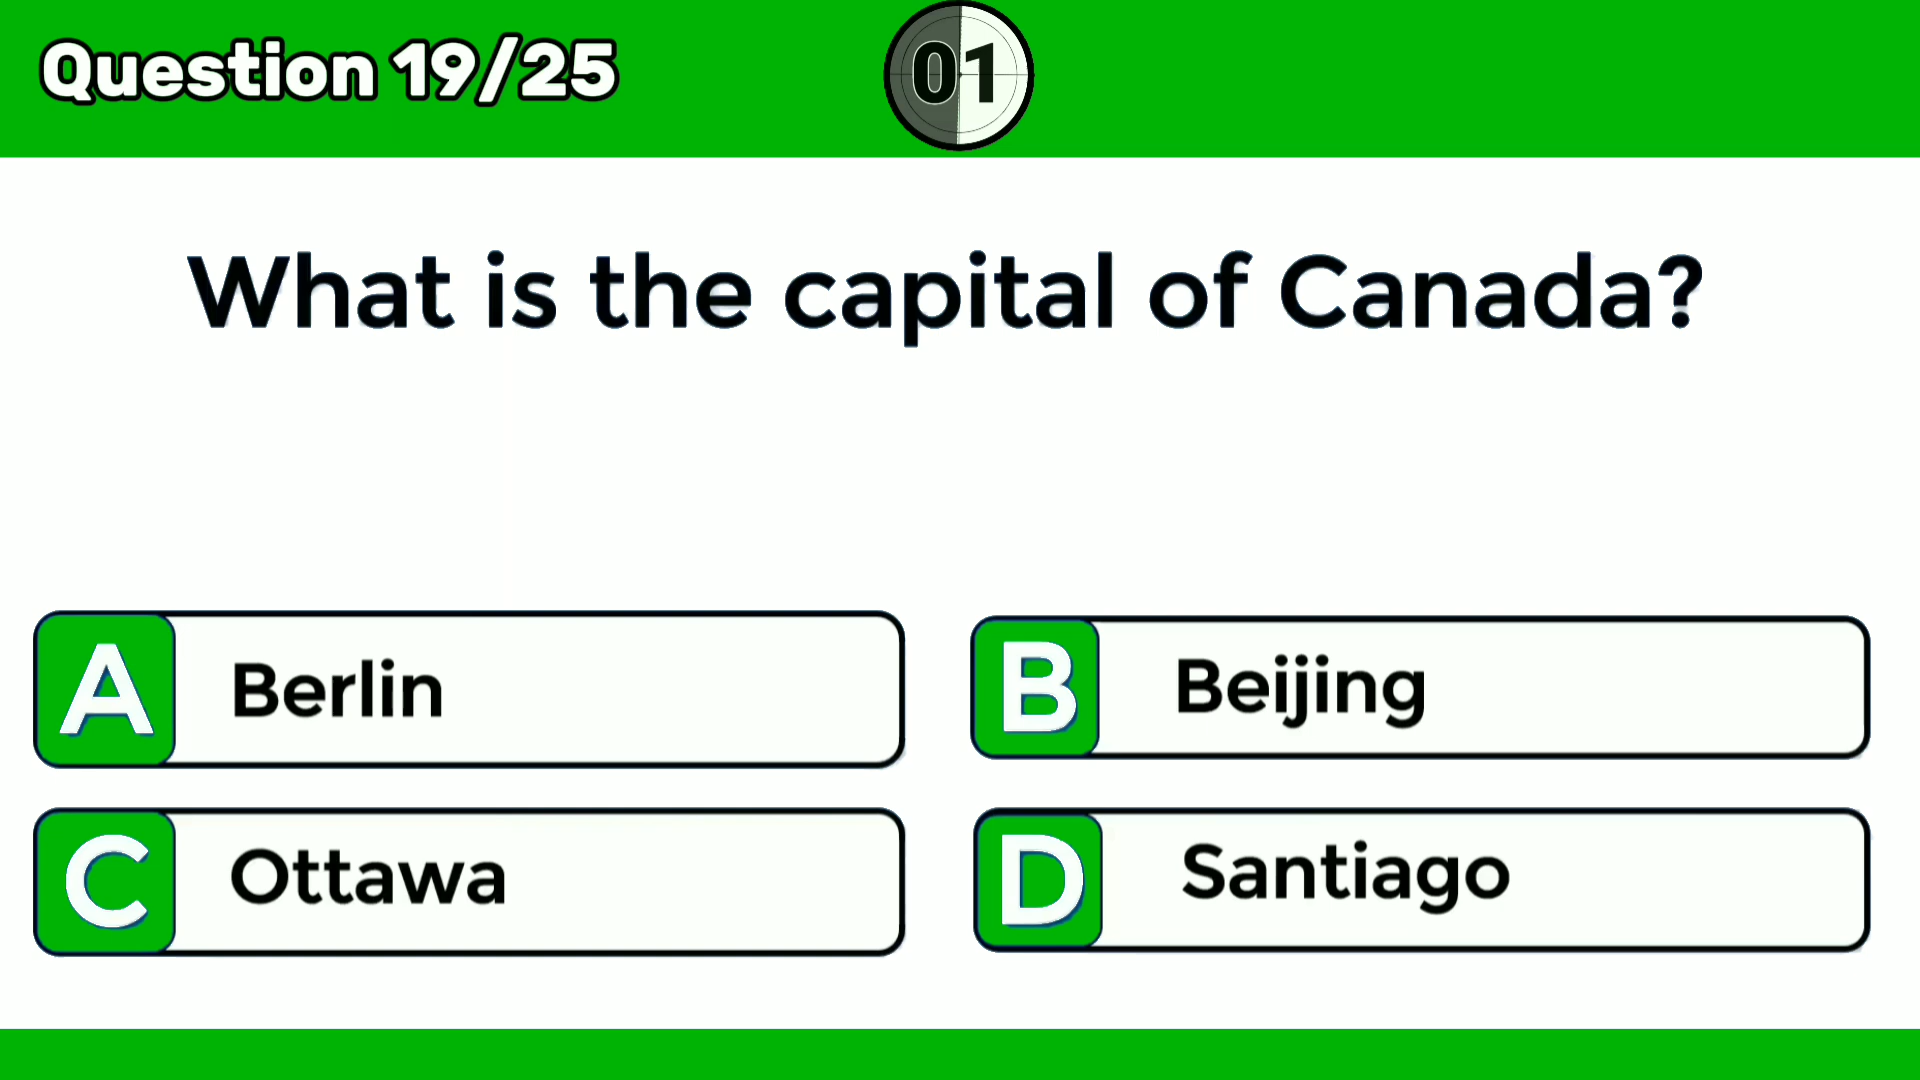 Question 19/25
01
What is the capital of Canada?
A Berlin
B Beijing
C Ottawa
D Santiago